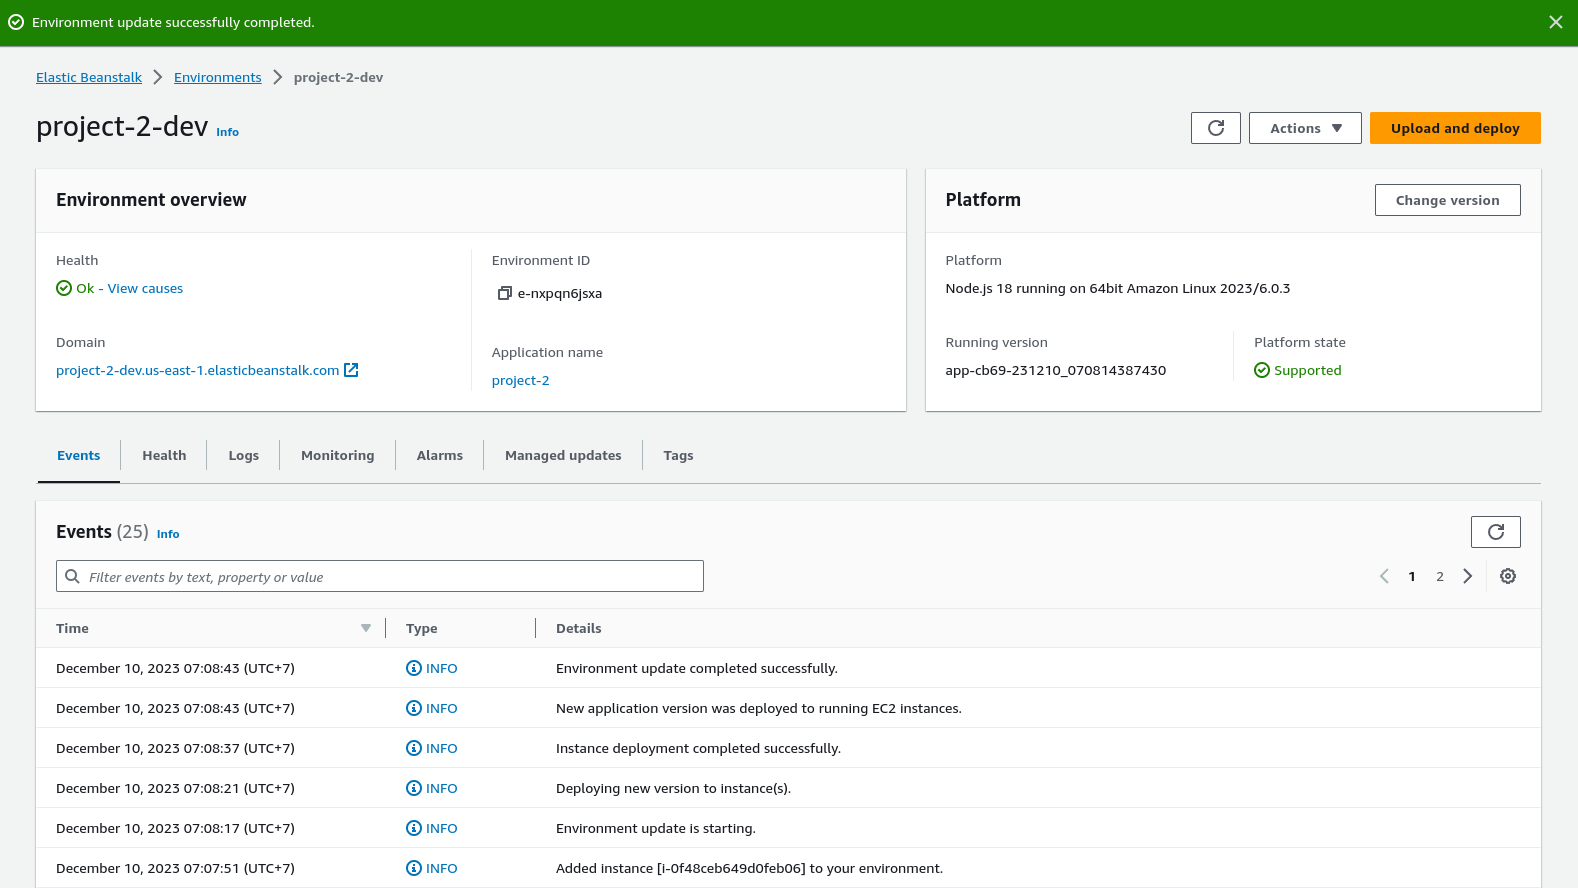 Environment update successfully completed.
Elastic Beanstalk Environments project-2-dev
project-2-dev Info
Actions Upload and deploy
Environment overview
Health
Ok - View causes
Domain
project-2-dev.us-east-1.elasticbeanstalk.com
Environment ID
e-nxpqn6jsxa
Application name
project-2
Platform
Change version
Platform
Node.js 18 running on 64bit Amazon Linux 2023/6.0.3
Running version
app-cb69-231210_070814387430
Platform state
Supported
Events Health Logs Monitoring Alarms Managed updates Tags
Events (25) Info
Filter events by text, property or value
1 2
Time Type Details
December 10, 2023 07:08:43 (UTC+7) INFO Environment update completed successfully.
December 10, 2023 07:08:43 (UTC+7) INFO New application version was deployed to running EC2 instances.
December 10, 2023 07:08:37 (UTC+7) INFO Instance deployment completed successfully.
December 10, 2023 07:08:21 (UTC+7) INFO Deploying new version to instance(s).
December 10, 2023 07:08:17 (UTC+7) INFO Environment update is starting.
December 10, 2023 07:07:51 (UTC+7) INFO Added instance [i-0f48ceb649d0feb06] to your environment.